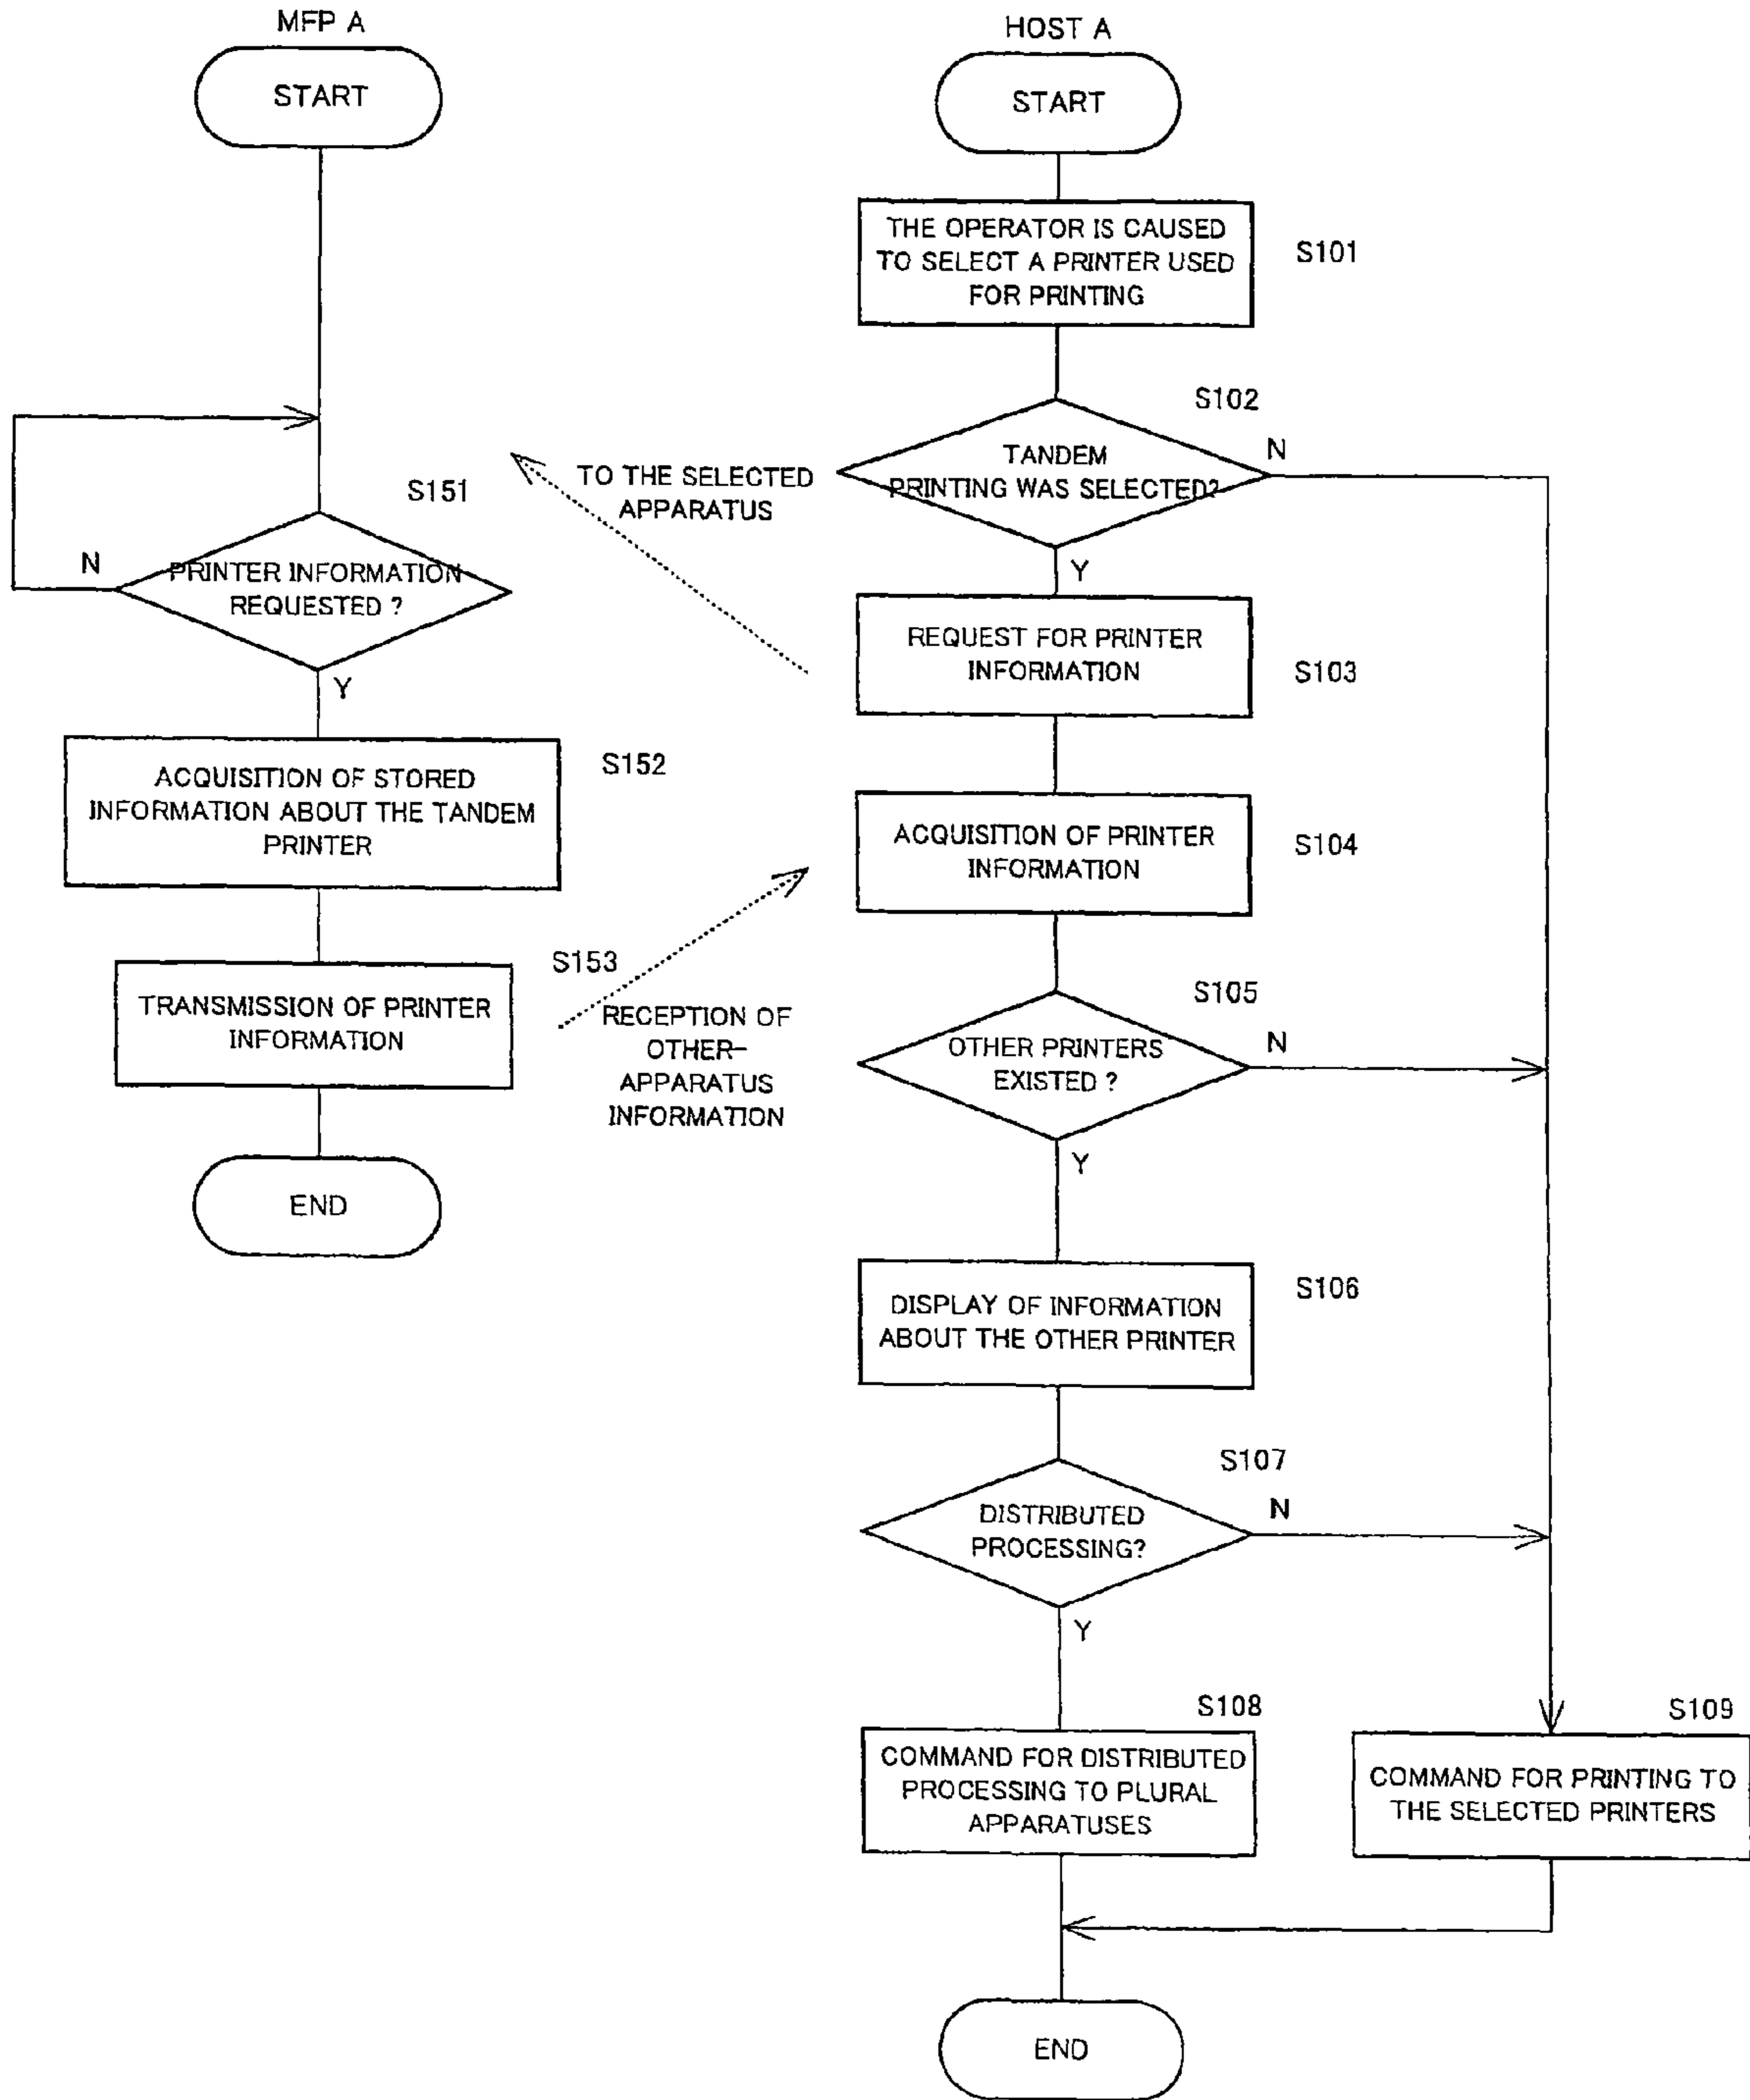 MFP A
START
S151
N
PRINTER INFORMATION
REQUESTED ?
Y
S152
ACQUISITION OF STORED
INFORMATION ABOUT THE TANDEM
PRINTER
S153
TRANSMISSION OF PRINTER
INFORMATION
END
TO THE SELECTED
APPARATUS
RECEPTION OF
OTHER-
APPARATUS
INFORMATION
HOST A
START
THE OPERATOR IS CAUSED
TO SELECT A PRINTER USED
FOR PRINTING
S101
S102
TANDEM
PRINTING WAS SELECTED?
N
Y
REQUEST FOR PRINTER
INFORMATION
S103
ACQUISITION OF PRINTER
INFORMATION
S104
S105
OTHER PRINTERS
EXISTED ?
N
Y
DISPLAY OF INFORMATION
ABOUT THE OTHER PRINTER
S106
S107
DISTRIBUTED
PROCESSING?
N
Y
S108
COMMAND FOR DISTRIBUTED
PROCESSING TO PLURAL
APPARATUSES
S109
COMMAND FOR PRINTING TO
THE SELECTED PRINTERS
END